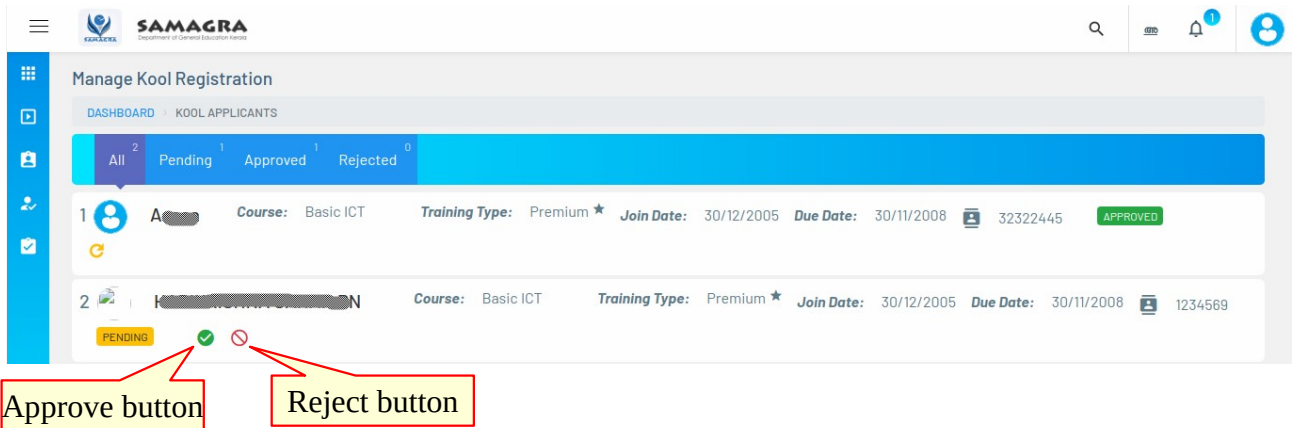 SAMAGRA
Department of General Education Kerala
SAMAGRA
1
Manage Kool Registration
DASHBOARD › KOOL APPLICANTS
All 2 Pending 1 Approved 1 Rejected 0
1 A Course: Basic ICT Training Type: Premium ★ Join Date: 30/12/2005 Due Date: 30/11/2008 32322445 APPROVED
2 N Course: Basic ICT Training Type: Premium ★ Join Date: 30/12/2005 Due Date: 30/11/2008 1234569
PENDING
Approve button Reject button